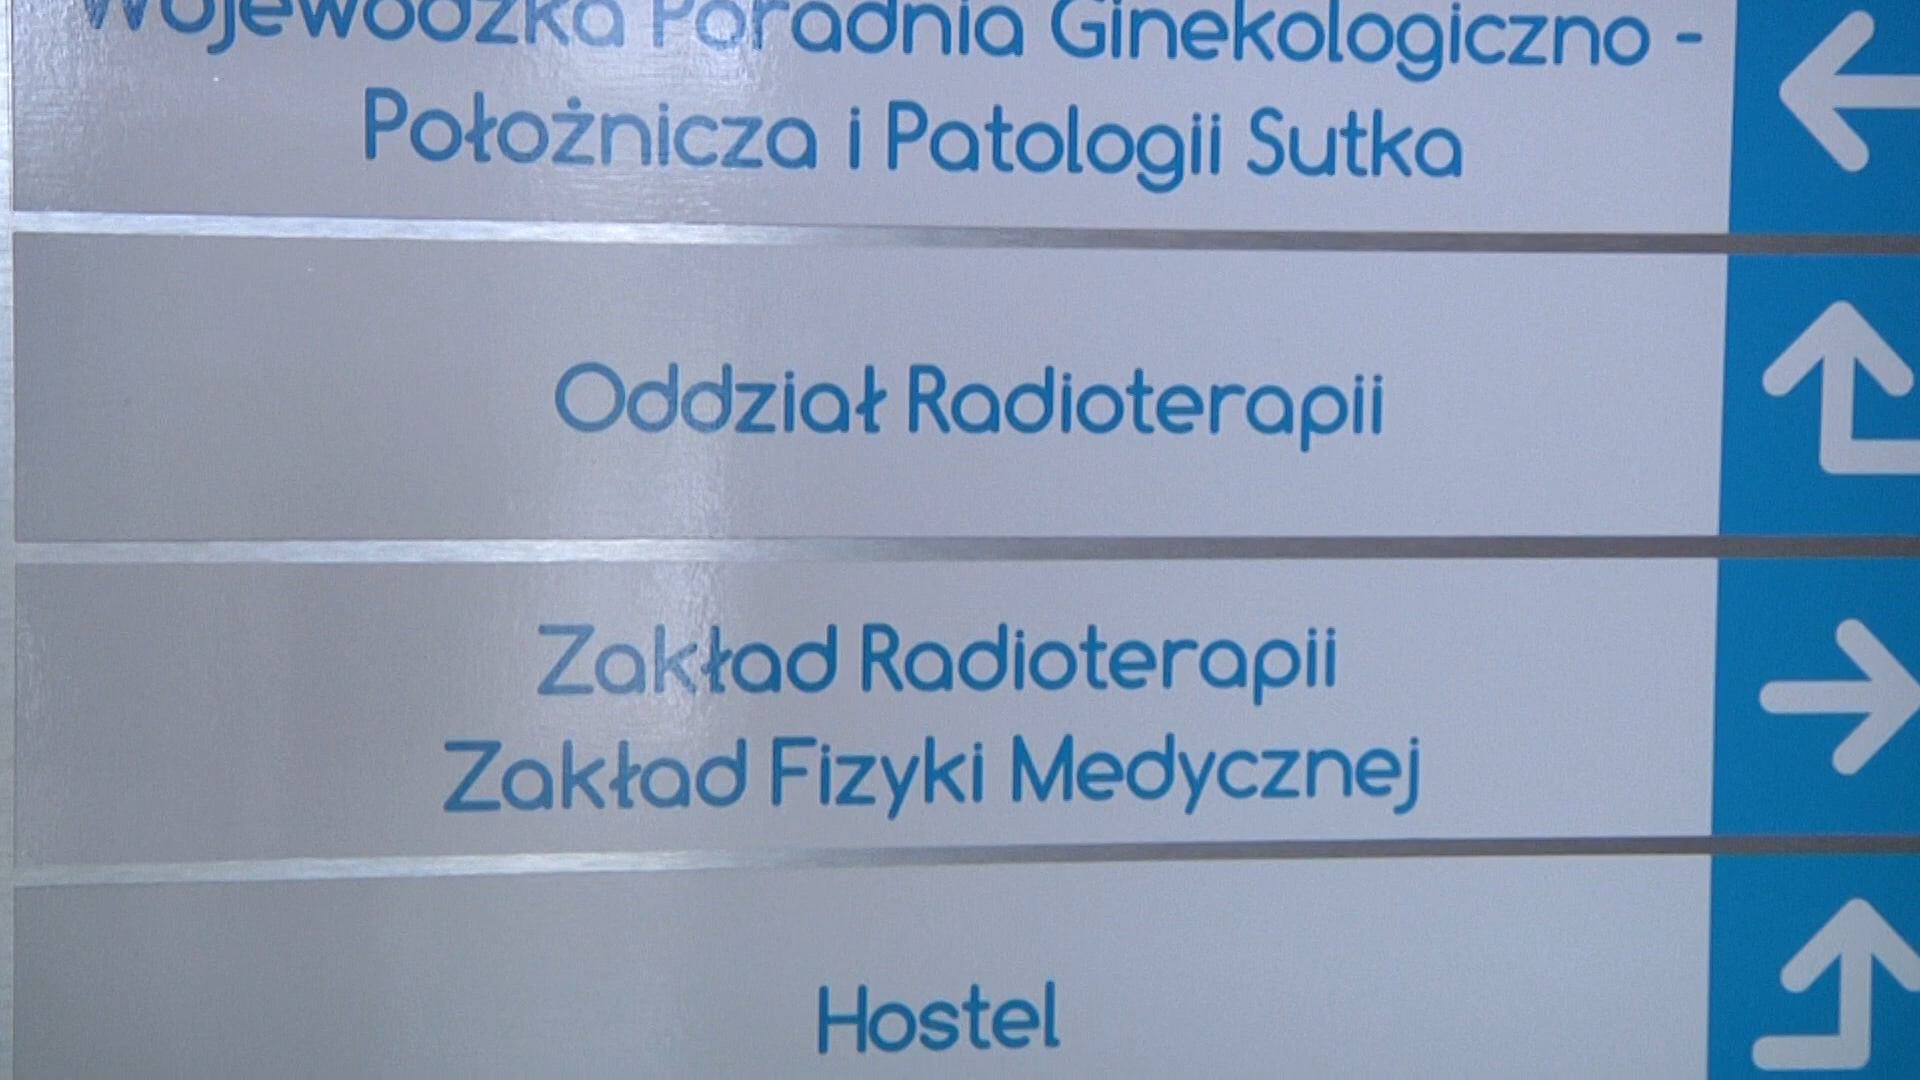 Wojewódzka Poradnia Ginekologiczno -
Położnicza i Patologii Sutka
Oddział Radioterapii
Zakład Radioterapii
Zakład Fizyki Medycznej
Hostel